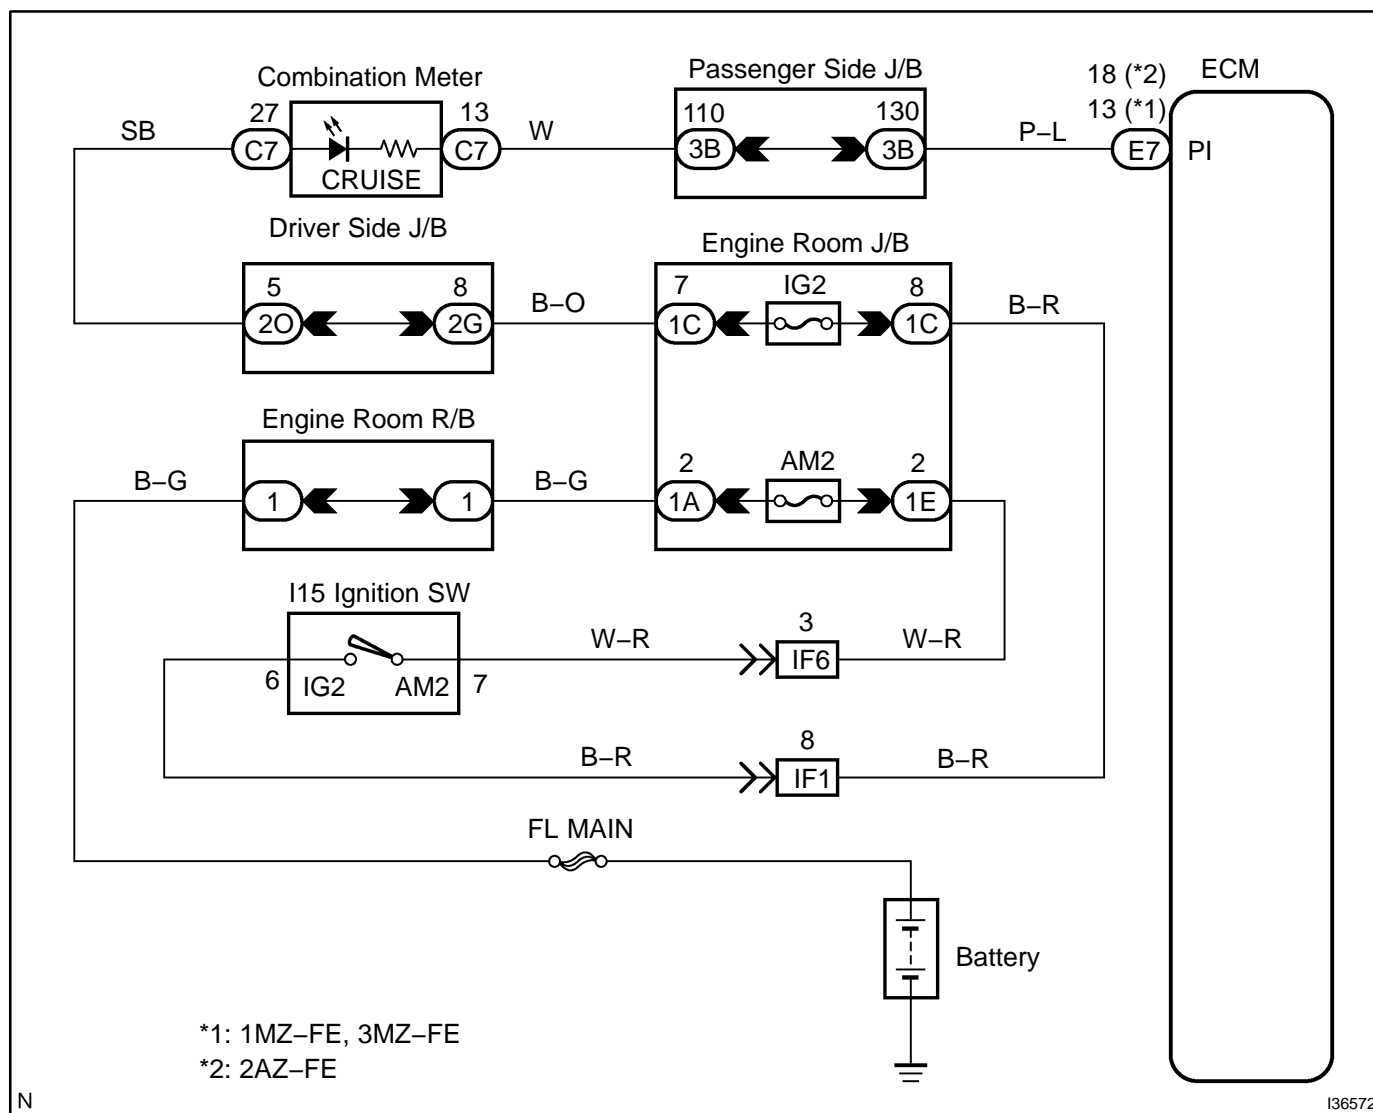 Combination Meter
Passenger Side J/B
18 (*2)
ECM
SB
27
13
W
110
130
P–L
13 (*1)
C7
C7
3B
3B
E7
PI
CRUISE
Driver Side J/B
Engine Room J/B
5
8
B–O
7
IG2
8
B–R
2O
2G
1C
1C
Engine Room R/B
B–G
B–G
2
AM2
2
1
1
1A
1E
I15 Ignition SW
W–R
3
W–R
6
IG2
AM2
7
IF6
B–R
8
B–R
IF1
FL MAIN
Battery
*1: 1MZ–FE, 3MZ–FE
*2: 2AZ–FE
N
I36572